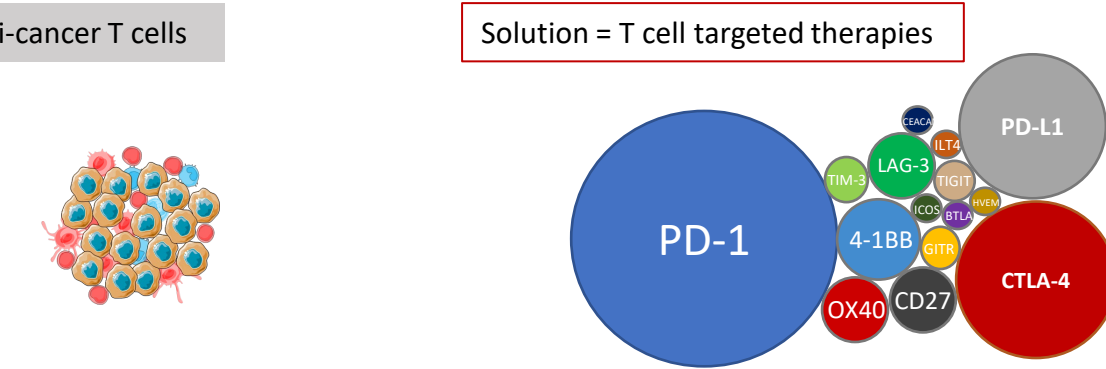 i-cancer T cells
Solution = T cell targeted therapies
CEACA
PD-L1
ILT4
LAG-3
TIM-3
TIGIT
HVEM
ICOS
BTLA
PD-1
4-1BB
GITR
CTLA-4
OX40
CD27